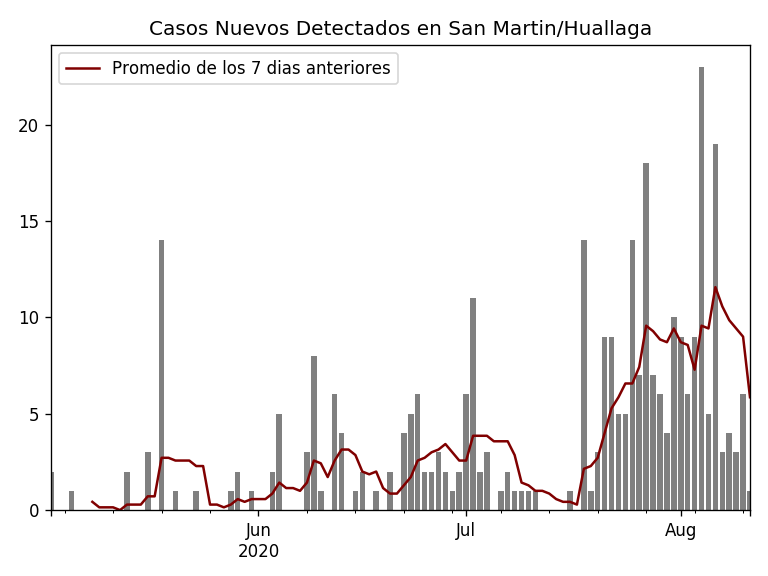 Casos Nuevos Detectados en San Martin/Huallaga
Promedio de los 7 dias anteriores
20
15
10
5
0
Jun
2020
Jul
Aug